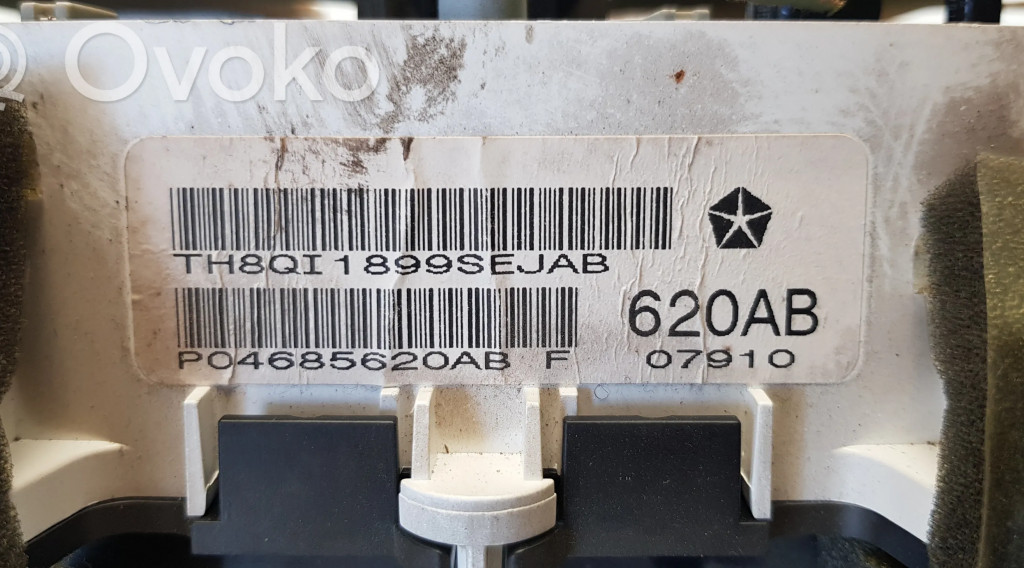 Ovoko
TH8QI1899SEJAB
P04685620AB F
620AB
07910